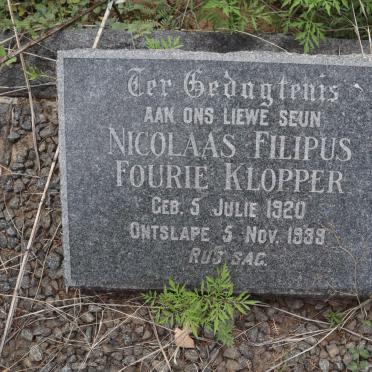 Ter Gedagtenis
AAN ONS LIEWE SEUN
NICOLAAS FILIPUS
FOURIE KLOPPER
GEB. 5 JULIE 1920
ONTSLAPE 5 NOV. 1939
RUS SAG.